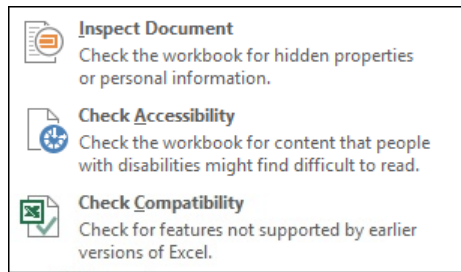 Inspect Document
Check the workbook for hidden properties
or personal information.
Check Accessibility
Check the workbook for content that people
with disabilities might find difficult to read.
Check Compatibility
Check for features not supported by earlier
versions of Excel.